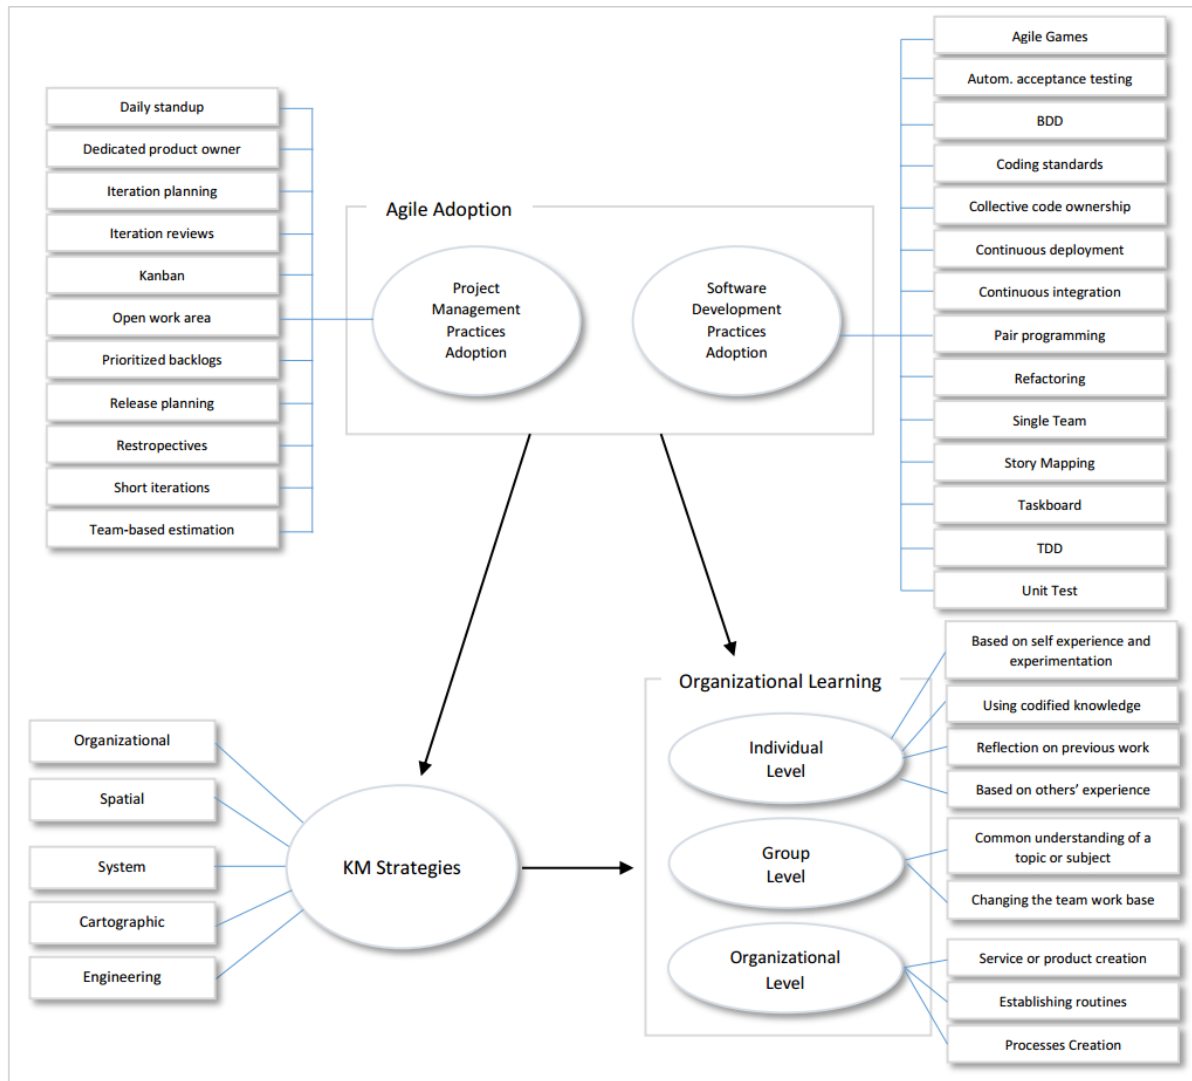 Agile Games
Autom. acceptance testing
BDD
Coding standards
Collective code ownership
Continuous deployment
Continuous integration
Pair programming
Refactoring
Single Team
Story Mapping
Taskboard
TDD
Unit Test
Daily standup
Dedicated product owner
Iteration planning
Iteration reviews
Kanban
Open work area
Prioritized backlogs
Release planning
Restropectives
Short iterations
Team-based estimation
Agile Adoption
Project
Management
Practices
Adoption
Software
Development
Practices
Adoption
Organizational
Spatial
System
Cartographic
Engineering
KM Strategies
Organizational Learning
Individual
Level
Group
Level
Organizational
Level
Based on self experience and
experimentation
Using codified knowledge
Reflection on previous work
Based on others’ experience
Common understanding of a
topic or subject
Changing the team work base
Service or product creation
Establishing routines
Processes Creation